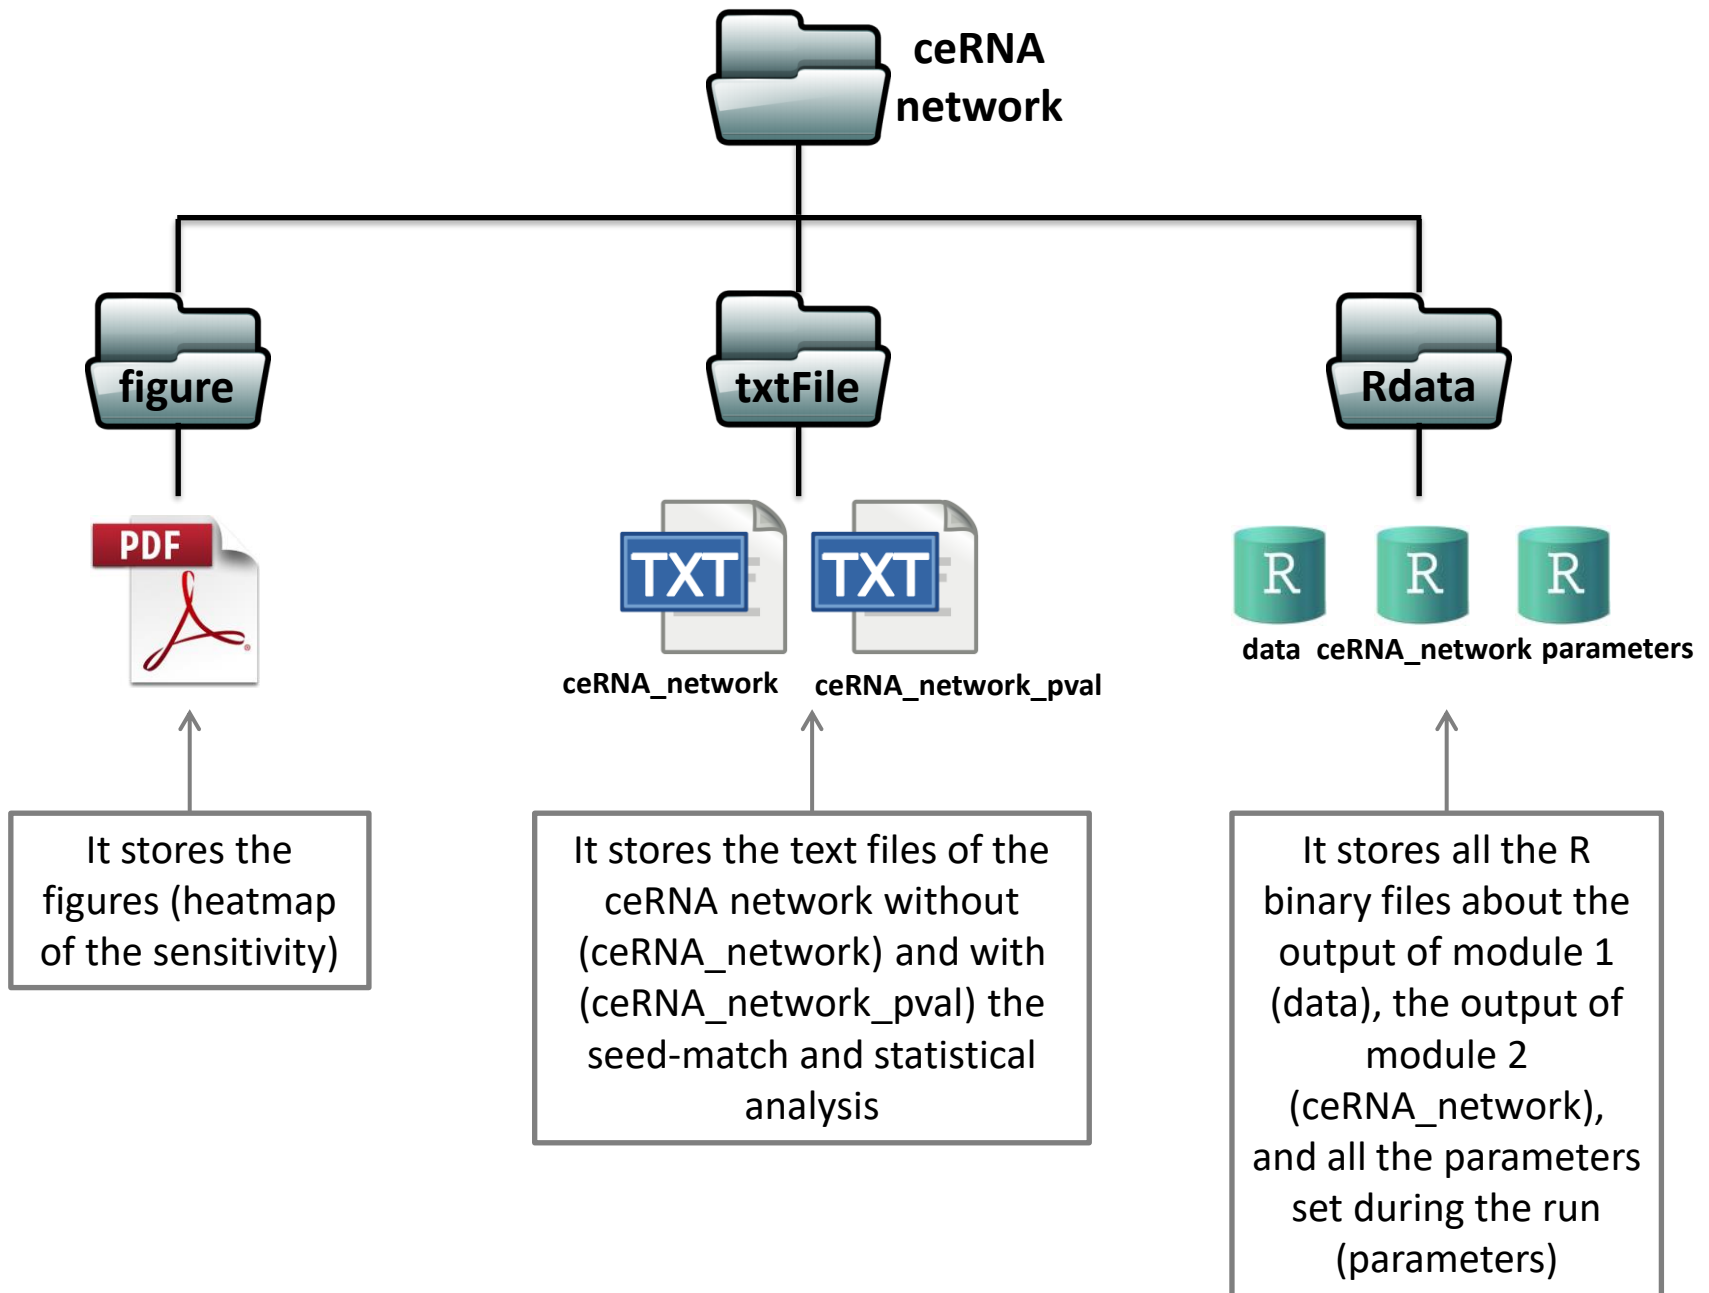 ceRNA
network
figure
txtFile
Rdata
PDF
TXT
TXT
R
R
R
ceRNA_network
ceRNA_network_pval
data
ceRNA_network
parameters
It stores the
figures (heatmap
of the sensitivity)
It stores the text files of the
ceRNA network without
(ceRNA_network) and with
(ceRNA_network_pval) the
seed-match and statistical
analysis
It stores all the R
binary files about the
output of module 1
(data), the output of
module 2
(ceRNA_network),
and all the parameters
set during the run
(parameters)